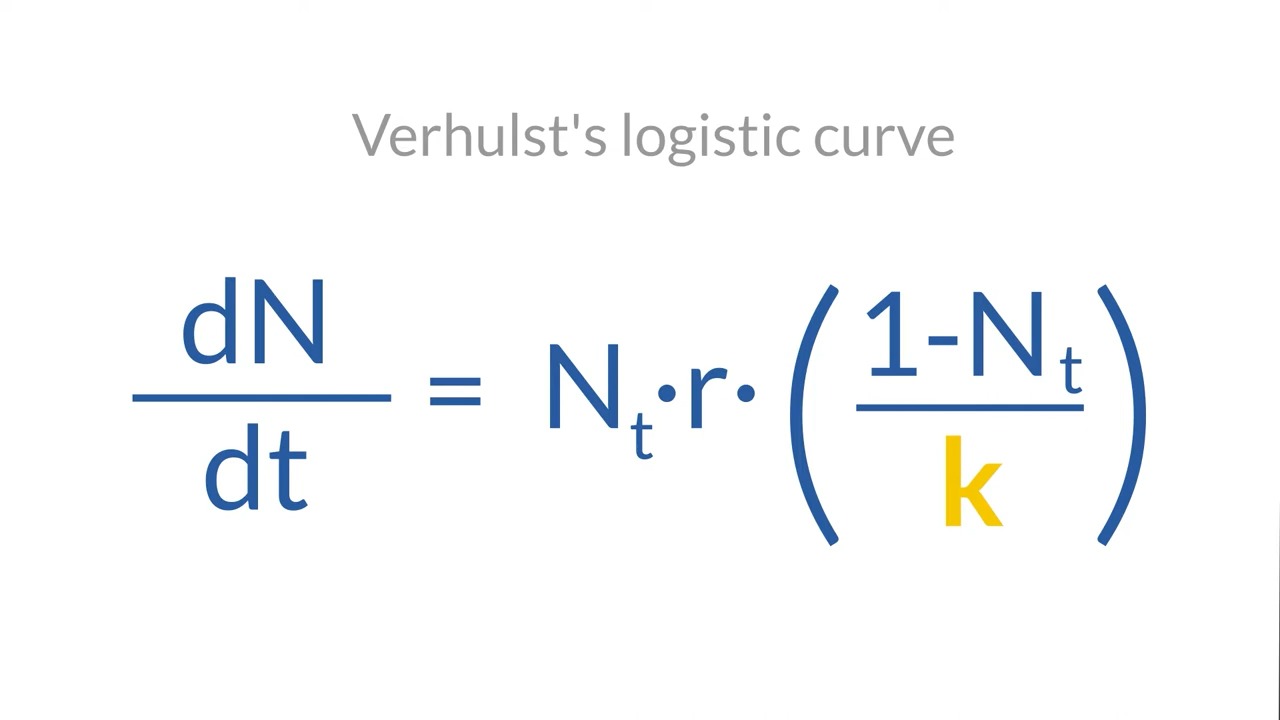 Verhulst's logistic curve
dN/dt = Nₜ·r·((1-Nₜ)/k)